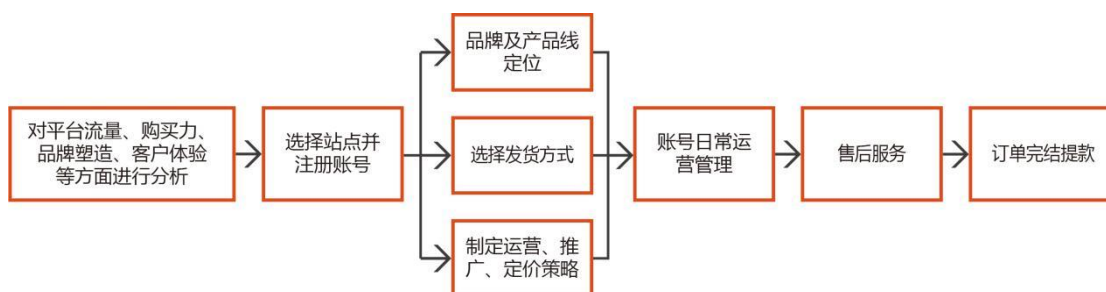 对平台流量、购买力、
品牌塑造、客户体验
等方面进行分析
选择站点并
注册账号
品牌及产品线
定位
选择发货方式
制定运营、推
广、定价策略
账号日常运
营管理
售后服务
订单完结提款